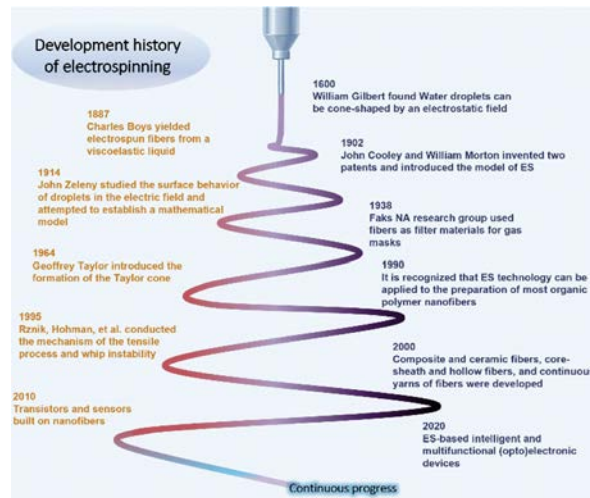 Development history
of electrospinning
1600
William Gilbert found Water droplets can
be cone-shaped by an electrostatic field
1887
Charles Boys yielded
electrospun fibers from a
viscoelastic liquid
1902
John Cooley and William Morton invented two
patents and introduced the model of ES
1914
John Zeleny studied the surface behavior
of droplets in the electric field and
attempted to establish a mathematical
model
1938
Faks NA research group used
fibers as filter materials for gas
masks
1964
Geoffrey Taylor introduced the
formation of the Taylor cone
1990
It is recognized that ES technology can be
applied to the preparation of most organic
polymer nanofibers
1995
Rznik, Hohman, et al. conducted
the mechanism of the tensile
process and whip instability
2000
Composite and ceramic fibers, core-
sheath and hollow fibers, and continuous
yarns of fibers were developed
2010
Transistors and sensors
built on nanofibers
2020
ES-based intelligent and
multifunctional (opto)electronic
devices
Continuous progress